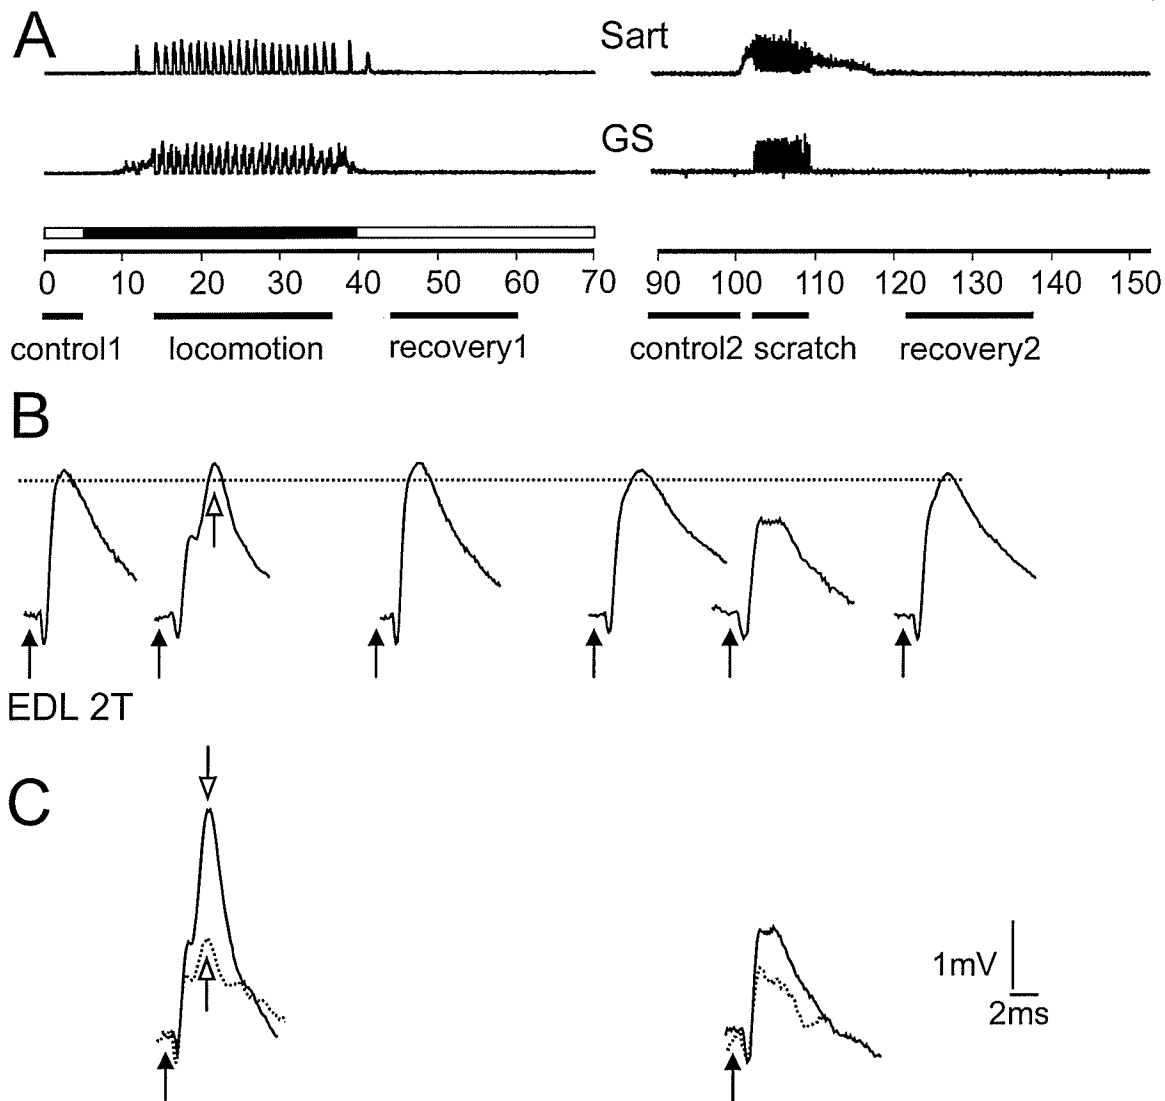 A
Sart
GS
0 10 20 30 40 50 60 70 90 100 110 120 130 140 150
control1 locomotion recovery1 control2 scratch recovery2
B
EDL 2T
C
1mV
2ms